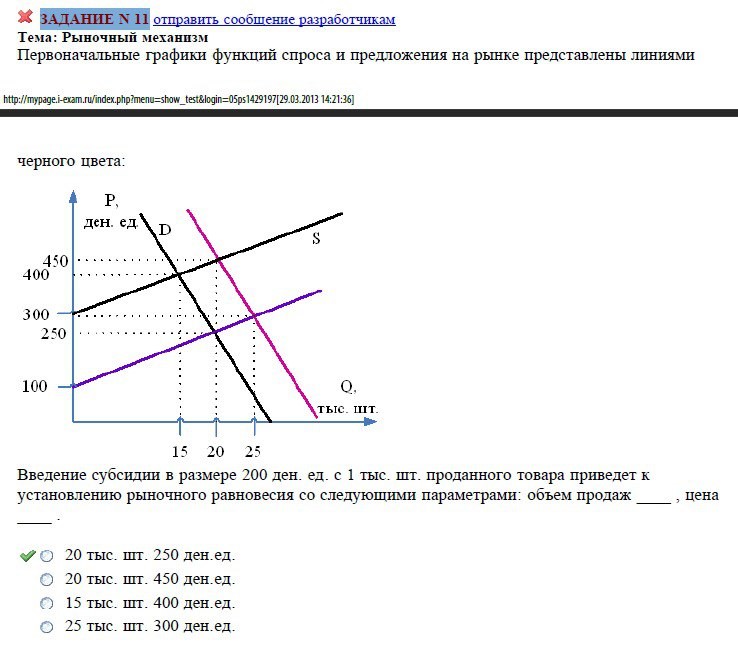 ЗАДАНИЕ N 11 отправить сообщение разработчикам
Тема: Рыночный механизм
Первоначальные графики функций спроса и предложения на рынке представлены линиями
http://mypage.i-exam.ru/index.php?menu=show_test&login=05ps1429197[29.03.2013 14:21:36]
черного цвета:
P,
ден. ед.
D
S
450
400
300
250
100
Q,
тыс. шт.
15 20 25
Введение субсидии в размере 200 ден. ед. с 1 тыс. шт. проданного товара приведет к
установлению рыночного равновесия со следующими параметрами: объем продаж ____ , цена
____ .
20 тыс. шт. 250 ден.ед.
20 тыс. шт. 450 ден.ед.
15 тыс. шт. 400 ден.ед.
25 тыс. шт. 300 ден.ед.